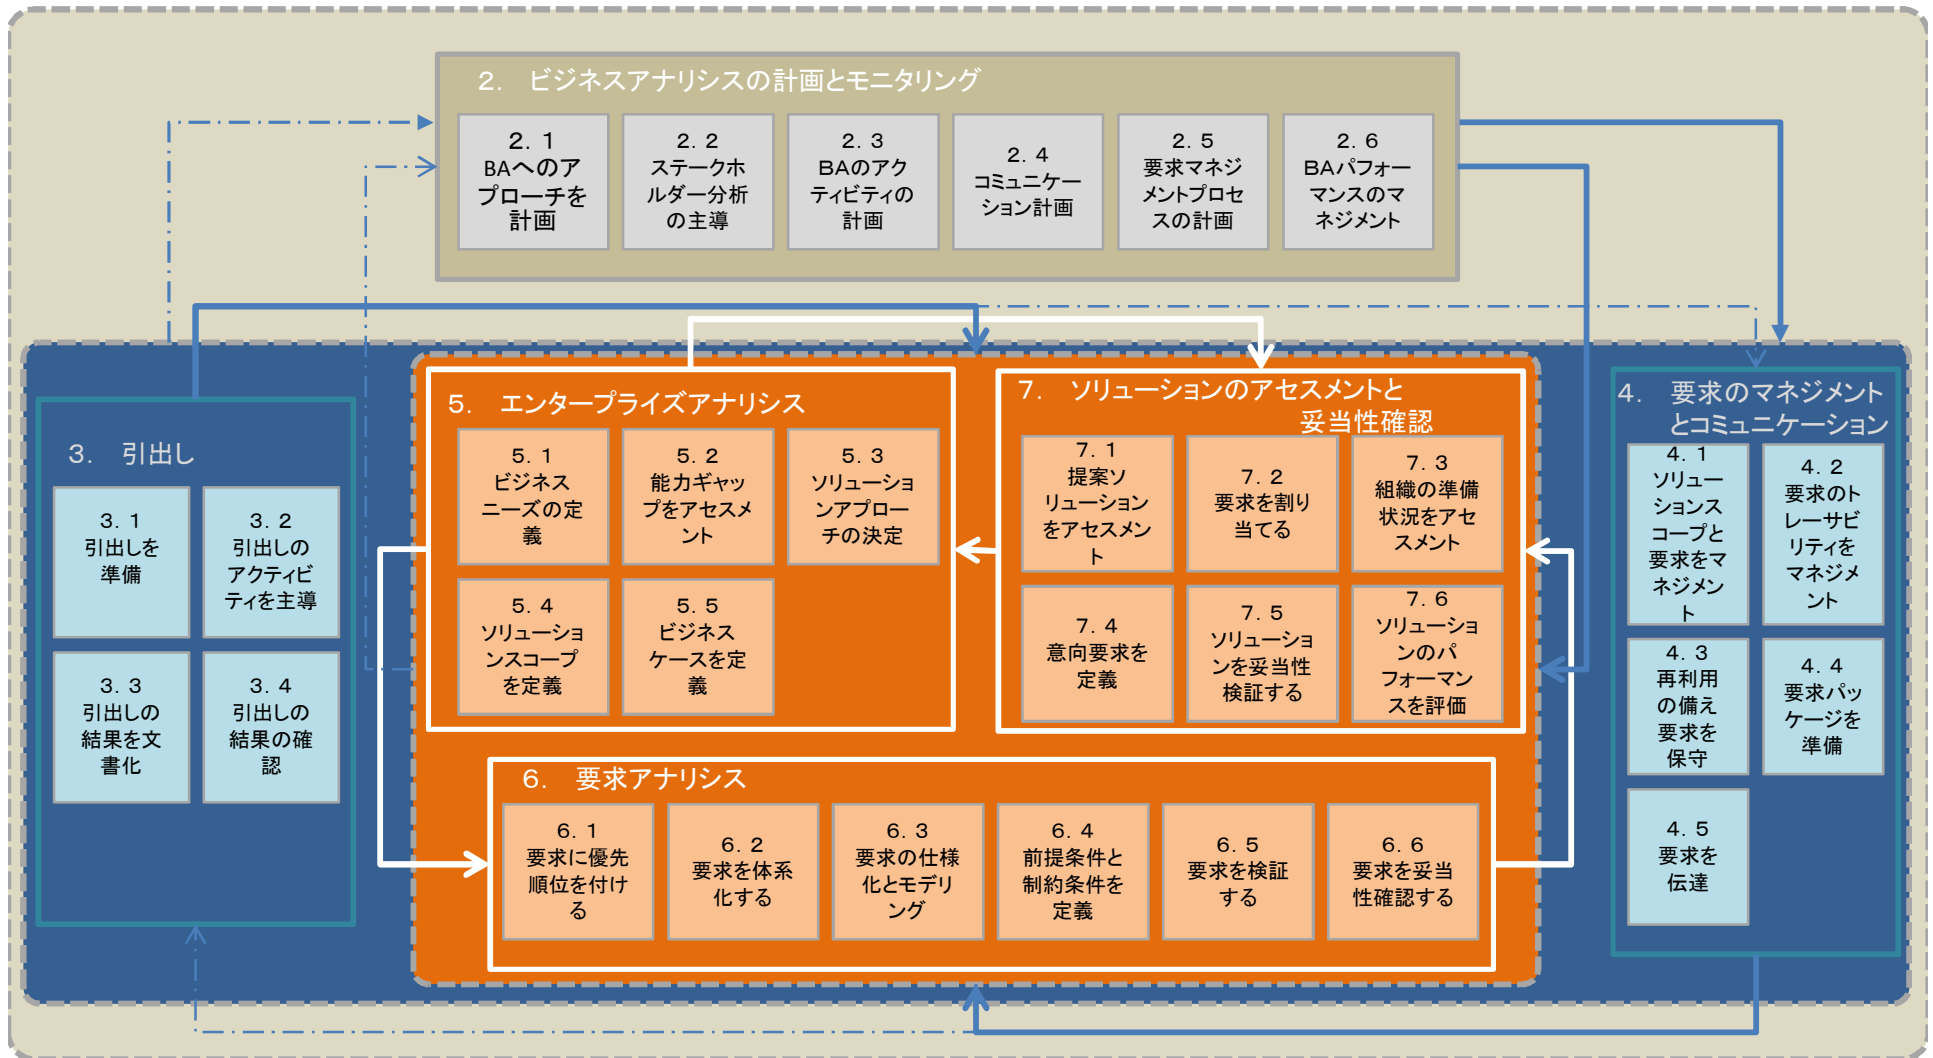 ２.　ビジネスアナリシスの計画とモニタリング
２. １
BAへのア
プローチを
計画
２. ２
ステークホ
ルダー分析
の主導
２. ３
BAのアク
ティビティの
計画
２. ４
コミュニケー
ション計画
２. ５
要求マネジ
メントプロセ
スの計画
２. ６
BAパフォー
マンスのマ
ネジメント
３.　引出し
３. １
引出しを
準備
３. ２
引出しの
アクティビ
ティを主導
３. ３
引出しの
結果を文
書化
３. ４
引出しの
結果の確
認
５.　エンタープライズアナリシス
５. １
ビジネス
ニーズの定
義
５. ２
能力ギャッ
プをアセスメ
ント
５. ３
ソリューショ
ンアプロー
チの決定
５. ４
ソリューショ
ンスコープ
を定義
５. ５
ビジネス
ケースを定
義
７.　ソリューションのアセスメントと
妥当性確認
７. １
提案ソ
リューション
をアセスメン
ト
７. ２
要求を割り
当てる
７. ３
組織の準備
状況をアセ
スメント
７. ４
意向要求を
定義
７. ５
ソリューショ
ンを妥当性
検証する
７. ６
ソリューショ
ンのパ
フォーマン
スを評価
６.　要求アナリシス
６. １
要求に優先
順位を付け
る
６. ２
要求を体系
化する
６. ３
要求の仕様
化とモデリ
ング
６. ４
前提条件と
制約条件を
定義
６. ５
要求を検証
する
６. ６
要求を妥当
性確認する
４.　要求のマネジメント
とコミュニケーション
４. １
ソリュー
ションス
コープと
要求をマ
ネジメン
ト
４. ２
要求のト
レーサビ
リティを
マネジメ
ント
４. ３
再利用
の備え
要求を
保守
４. ４
要求パッ
ケージを
準備
４. ５
要求を
伝達